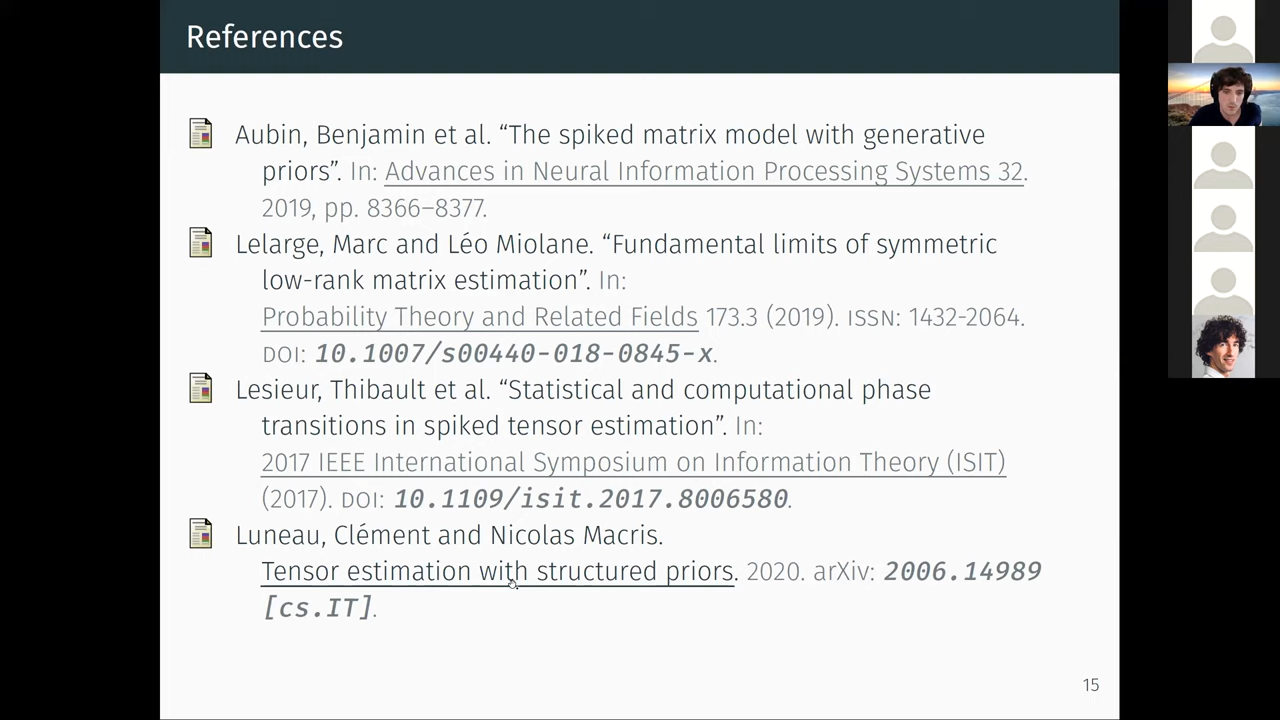 References
Aubin, Benjamin et al. “The spiked matrix model with generative
priors”. In: Advances in Neural Information Processing Systems 32.
2019, pp. 8366–8377.
Lelarge, Marc and Léo Miolane. “Fundamental limits of symmetric
low-rank matrix estimation”. In:
Probability Theory and Related Fields 173.3 (2019). ISSN: 1432-2064.
DOI: 10.1007/s00440-018-0845-x.
Lesieur, Thibault et al. “Statistical and computational phase
transitions in spiked tensor estimation”. In:
2017 IEEE International Symposium on Information Theory (ISIT)
(2017). DOI: 10.1109/isit.2017.8006580.
Luneau, Clément and Nicolas Macris.
Tensor estimation with structured priors. 2020. arXiv: 2006.14989
[cs.IT].
15